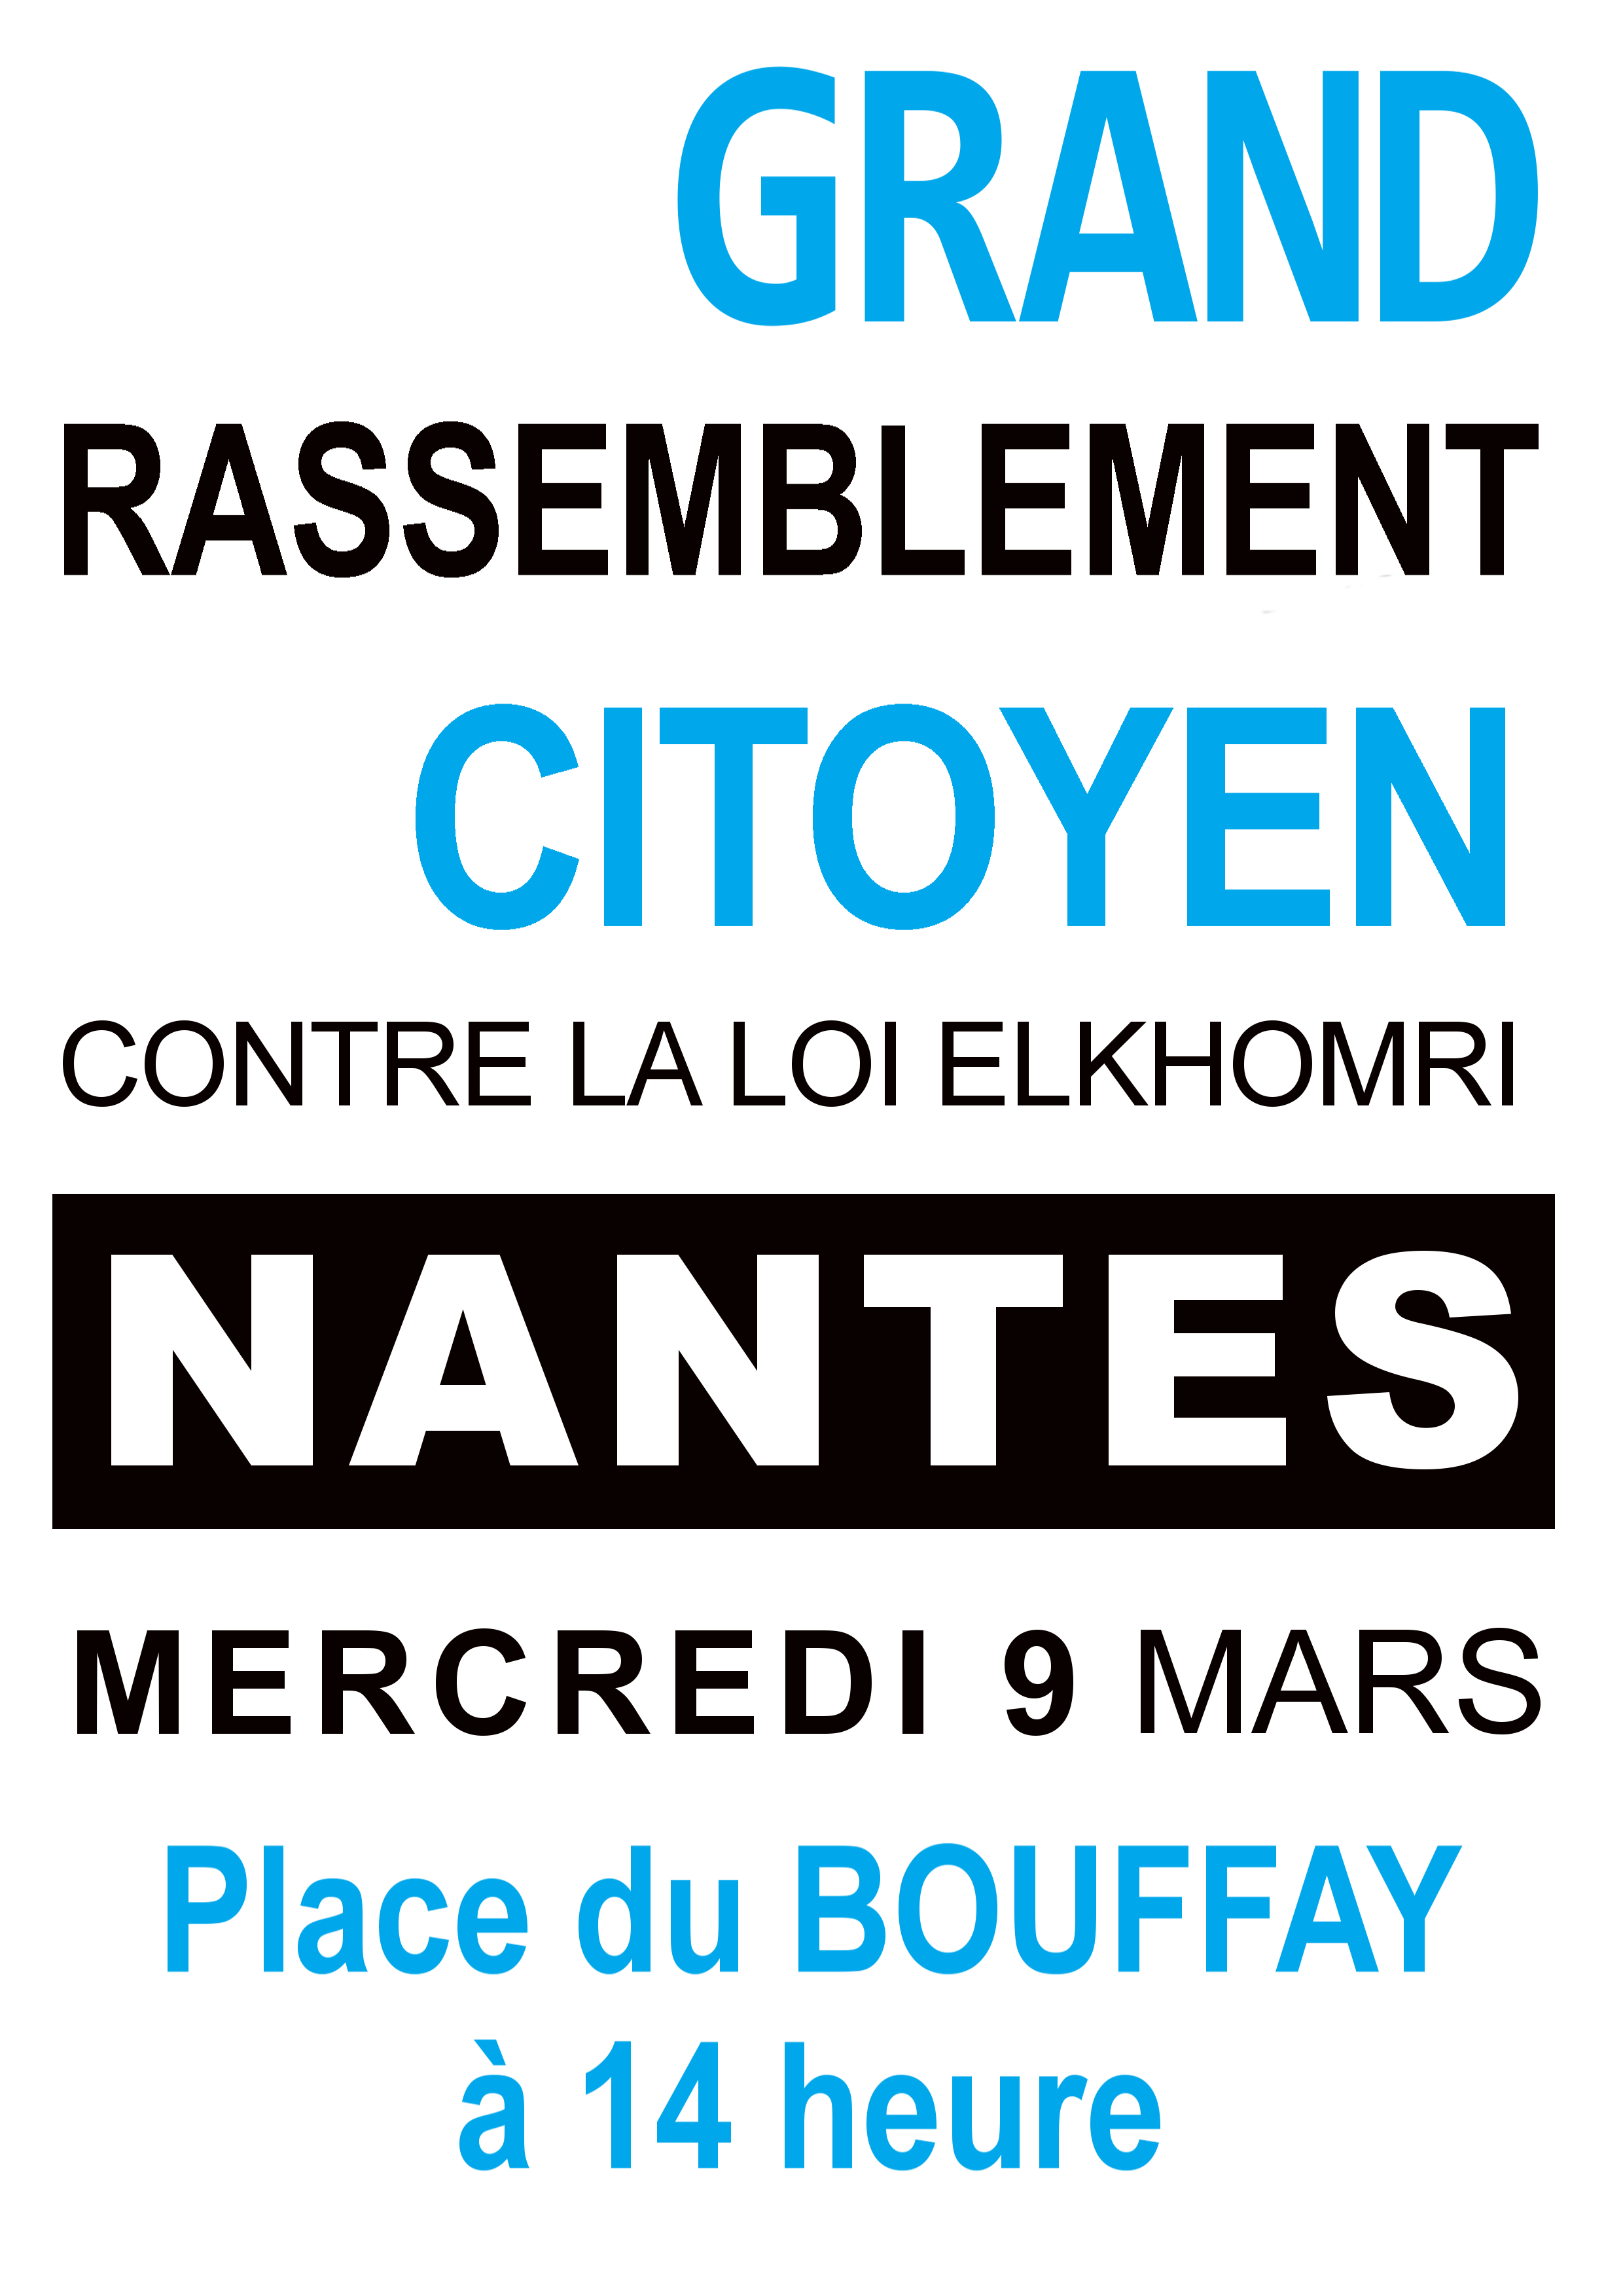 GRAND
RASSEMBLEMENT
CITOYEN
CONTRE LA LOI ELKHOMRI
NANTES
MERCREDI 9 MARS
Place du BOUFFAY
à 14 heure